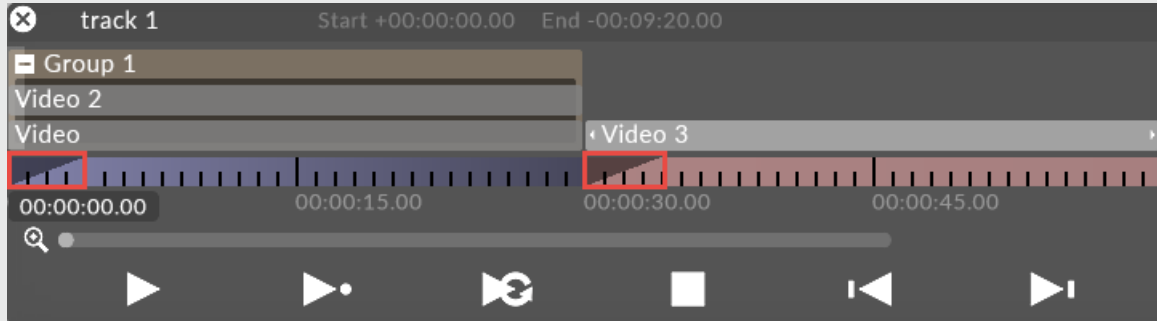 track 1 Start +00:00:00.00 End -00:09:20.00
Group 1
Video 2
Video Video 3
00:00:00.00 00:00:15.00 00:00:30.00 00:00:45.00